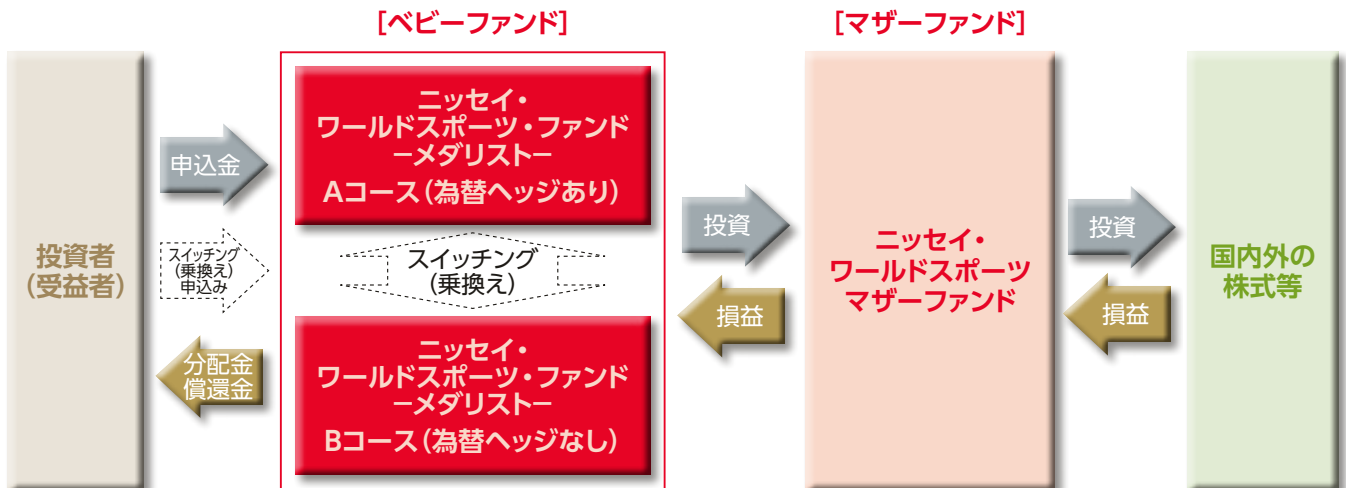 [ベビーファンド]
[マザーファンド]
投資者
(受益者)
申込金
スイッチング
(乗換え)
申込み
分配金
償還金
ニッセイ・
ワールドスポーツ・ファンド
－メダリスト－
Aコース(為替ヘッジあり)
スイッチング
(乗換え)
ニッセイ・
ワールドスポーツ・ファンド
－メダリスト－
Bコース(為替ヘッジなし)
投資
損益
ニッセイ・
ワールドスポーツ
マザーファンド
投資
損益
国内外の
株式等